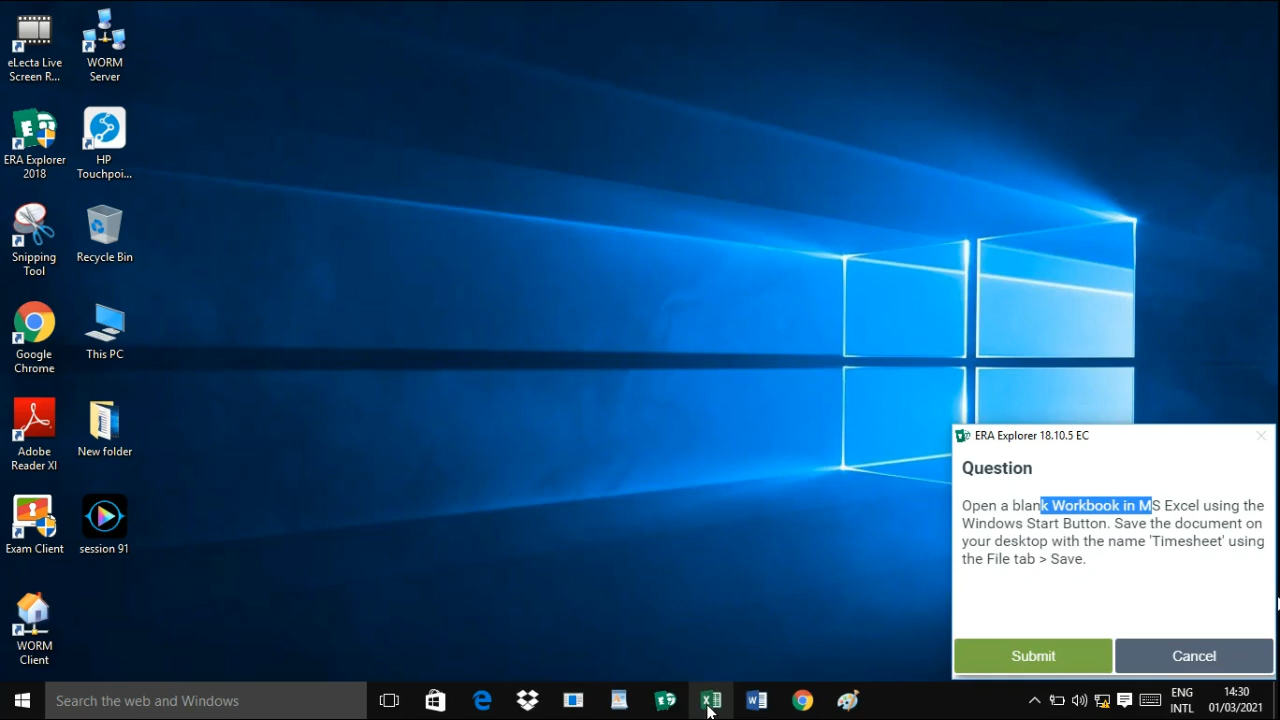 eLecta Live
Screen R...
WORM
Server
ERA Explorer
2018
HP
Touchpoi...
Snipping
Tool
Recycle Bin
Google
Chrome
This PC
Adobe
Reader XI
New folder
Exam Client
session 91
WORM
Client
ERA Explorer 18.10.5 EC
Question
Open a blank Workbook in MS Excel using the
Windows Start Button. Save the document on
your desktop with the name 'Timesheet' using
the File tab > Save.
Submit
Cancel
Search the web and Windows
ENG
INTL
14:30
01/03/2021